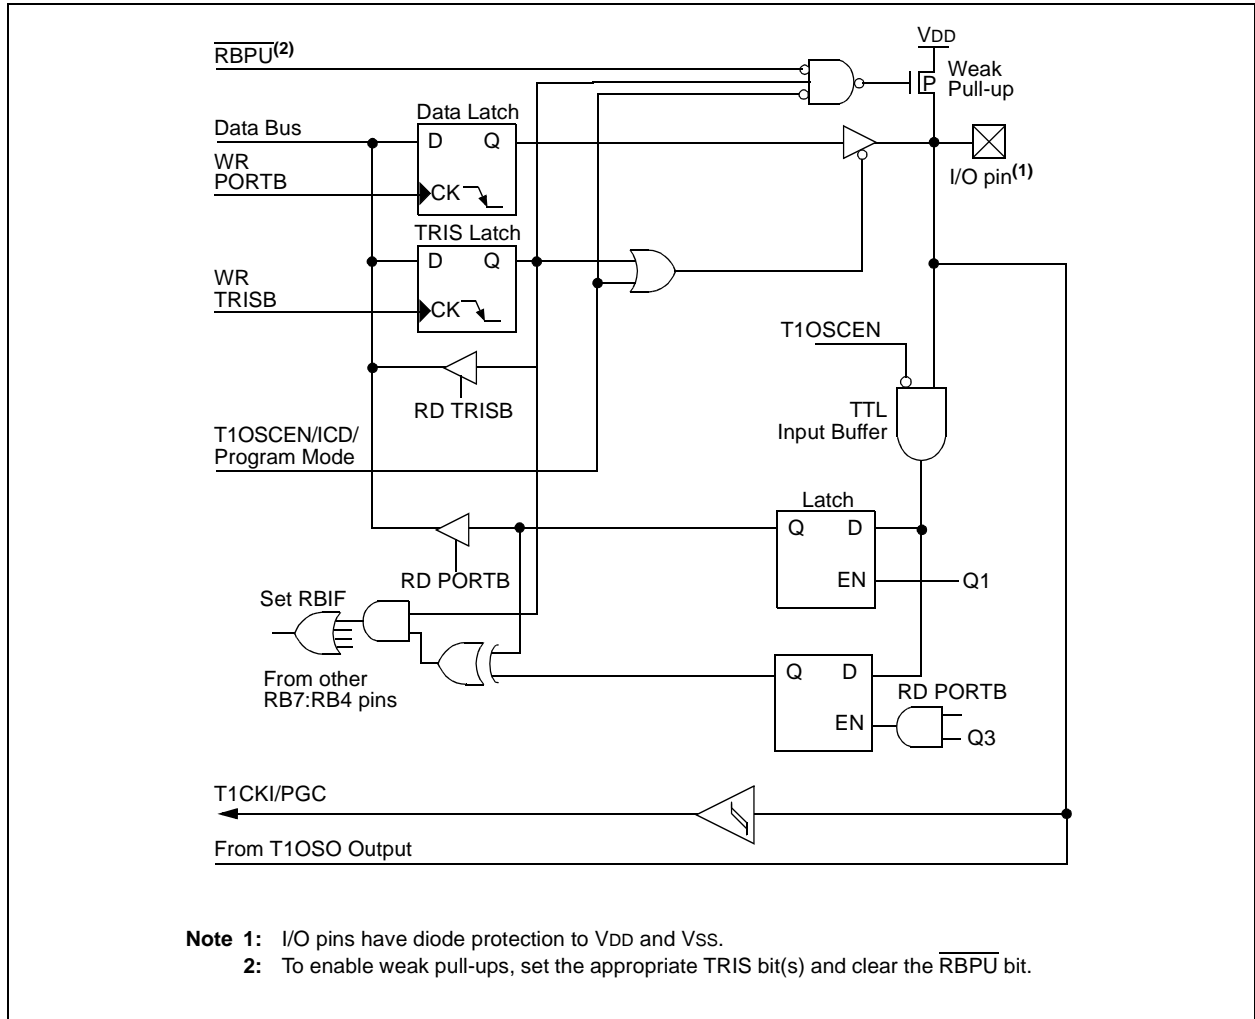 VDD
RBPU(2)
Weak
Pull-up
P
Data Latch
Data Bus
D Q
WR
PORTB
CK
I/O pin(1)
TRIS Latch
D Q
WR
TRISB
CK
T1OSCEN
RD TRISB
TTL
Input Buffer
T1OSCEN/ICD/
Program Mode
Latch
Q D
RD PORTB
EN
Q1
Set RBIF
From other
RB7:RB4 pins
Q D
RD PORTB
EN
Q3
T1CKI/PGC
From T1OSO Output
Note 1: I/O pins have diode protection to VDD and VSS.
2: To enable weak pull-ups, set the appropriate TRIS bit(s) and clear the RBPU bit.